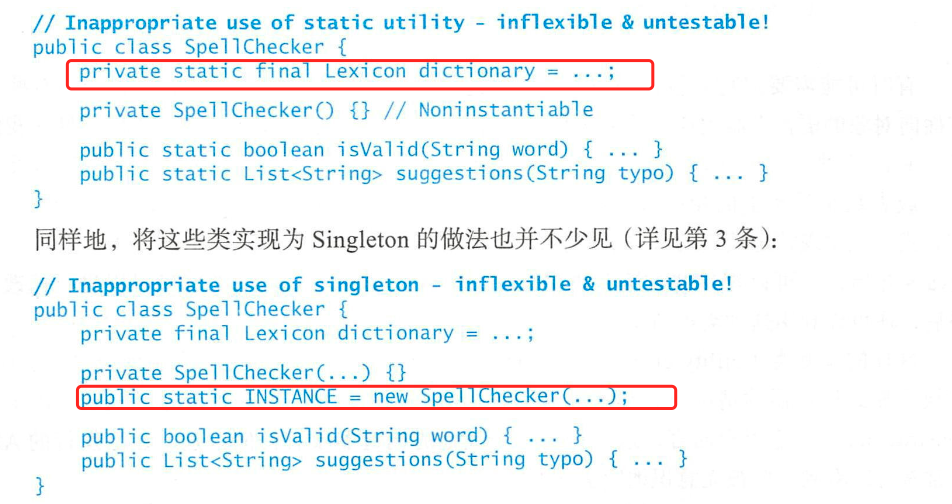 // Inappropriate use of static utility - inflexible & untestable!
public class SpellChecker {
    private static final Lexicon dictionary = ...;
    private SpellChecker() {} // Noninstantiable
    public static boolean isValid(String word) { ... }
    public static List<String> suggestions(String typo) { ... }
}
同样地，将这些类实现为 Singleton 的做法也并不少见（详见第 3 条）：
// Inappropriate use of singleton - inflexible & untestable!
public class SpellChecker {
    private final Lexicon dictionary = ...;
    private SpellChecker(...) {}
    public static INSTANCE = new SpellChecker(...);
    public boolean isValid(String word) { ... }
    public List<String> suggestions(String typo) { ... }
}